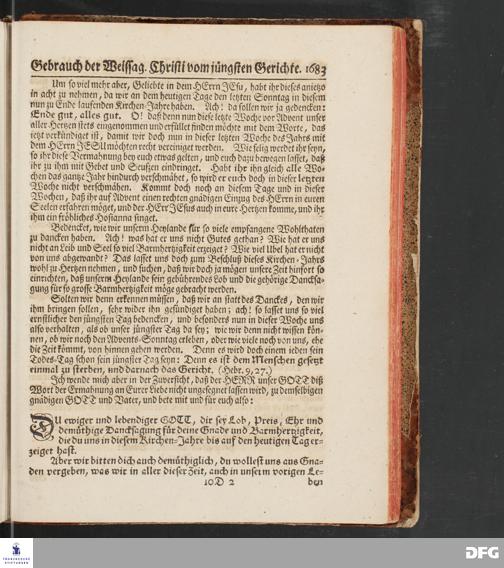 Gebrauch der Weissag. Christi vom jüngsten Gerichte. 1683
Um so viel mehr aber, Geliebte in dem HErrn JEsu, habt ihr dieses anietzo
in acht zu nehmen, da wir an dem heutigen Tage den letzten Sonntag in diesem
nun zu Ende laufenden Kirchen-Jahre haben. Ach! da sollen wir ja gedencken:
Ende gut, alles gut. O! daß denn nun diese letzte Woche vor Advent unser
aller Hertzen stets eingenommen und erfüllet finden möchte mit dem Worte, das
ietzt verkündiget ist, damit wir doch nun in dieser letzten Woche des Jahrs mit
dem HErrn JESU möchten recht vereiniget werden. Wie selig werdet ihr seyn,
so ihr diese Vermahnung bey euch etwas gelten, und euch dazu bewegen lasset, daß
ihr zu ihm mit Gebet und Seufzen eindringet. Habt ihr ihn gleich alle Wo-
chen das gantze Jahr hindurch verschmähet, so wird er euch doch in dieser letzten
Woche nicht verschmähen. Kommt doch noch an diesem Tage und in dieser
Wochen, daß ihr auf Advent einen rechten gnädigen Einzug des HErrn in euren
Seelen erfahren möget, und der HErr JEsus auch in eure Hertzen komme, und ihr
ihm ein fröhliches Hosianna singet.
Bedencket, wie wir unserm Heylande für so viele empfangene Wohlthaten
zu dancken haben. Ach! was hat er uns nicht Gutes gethan? Wie hat er uns
nicht an Leib und Seel so viel Barmhertzigkeit erzeiget? Wie viel Ubel hat er nicht
von uns abgewandt? Das lasset uns doch zum Beschluß dieses Kirchen-Jahrs
wohl zu Hertzen nehmen, und suchen, daß wir doch ja mögen unsere Zeit hinfort so
einrichten, daß unserm Heylande sein gebührendes Lob und die gehörige Dancksa-
gung für so grosse Barmhertzigkeit möge gebracht werden.
Solten wir denn erkennen müssen, daß wir an statt des Danckes, den wir
ihm bringen sollen, sehr wider ihn gesündiget haben; ach! so lasset uns so viel
ernstlicher den jüngsten Tag bedencken, und besonders nun in dieser Woche uns
also verhalten, als ob unser jüngster Tag da sey; wie wir denn nicht wissen kön-
nen, ob wir noch den Advents-Sonntag erleben, oder wie viele noch von uns, ehe
die Zeit kömmt, von hinnen gehen werden. Denn es wird doch einem ieden sein
Todes-Tag schon sein jüngster Tag seyn: Denn es ist dem Menschen gesetzt
einmal zu sterben, und darnach das Gericht. (Hebr. 9, 27.)
Ich wende mich aber in der Zuversicht, daß der HERR unser GOTT diß
Wort der Ermahnung an Eurer Liebe nicht ungesegnet lassen wird, zu demselbigen
gnädigen GOTT und Vater, und bete mit und für euch also:
DU ewiger und lebendiger GOTT, dir sey Lob, Preis, Ehr und
demüthige Dancksagung für deine Gnade und Barmhertzigkeit,
die du uns in diesem Kirchen-Jahre bis auf den heutigen Tag er-
zeiget hast.
Aber wir bitten dich auch demüthiglich, du wollest uns aus Gna-
den vergeben, was wir in aller dieser Zeit, auch in unserm vorigen Le-
10 D 2 ben
FRANCKESCHE
STIFTUNGEN
DFG